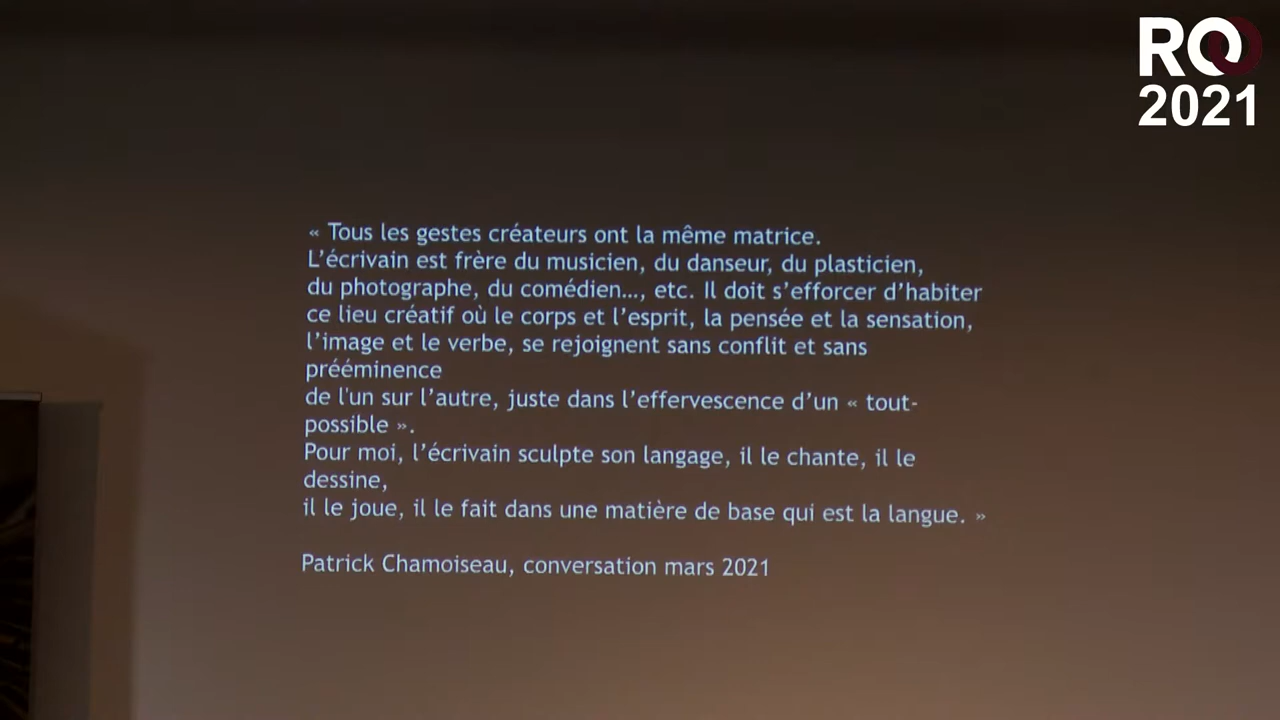 RO
2021
« Tous les gestes créateurs ont la même matrice.
L’écrivain est frère du musicien, du danseur, du plasticien,
du photographe, du comédien…, etc. Il doit s’efforcer d’habiter
ce lieu créatif où le corps et l’esprit, la pensée et la sensation,
l’image et le verbe, se rejoignent sans conflit et sans
prééminence
de l'un sur l’autre, juste dans l’effervescence d’un « tout-
possible ».
Pour moi, l’écrivain sculpte son langage, il le chante, il le
dessine,
il le joue, il le fait dans une matière de base qui est la langue. »
Patrick Chamoiseau, conversation mars 2021